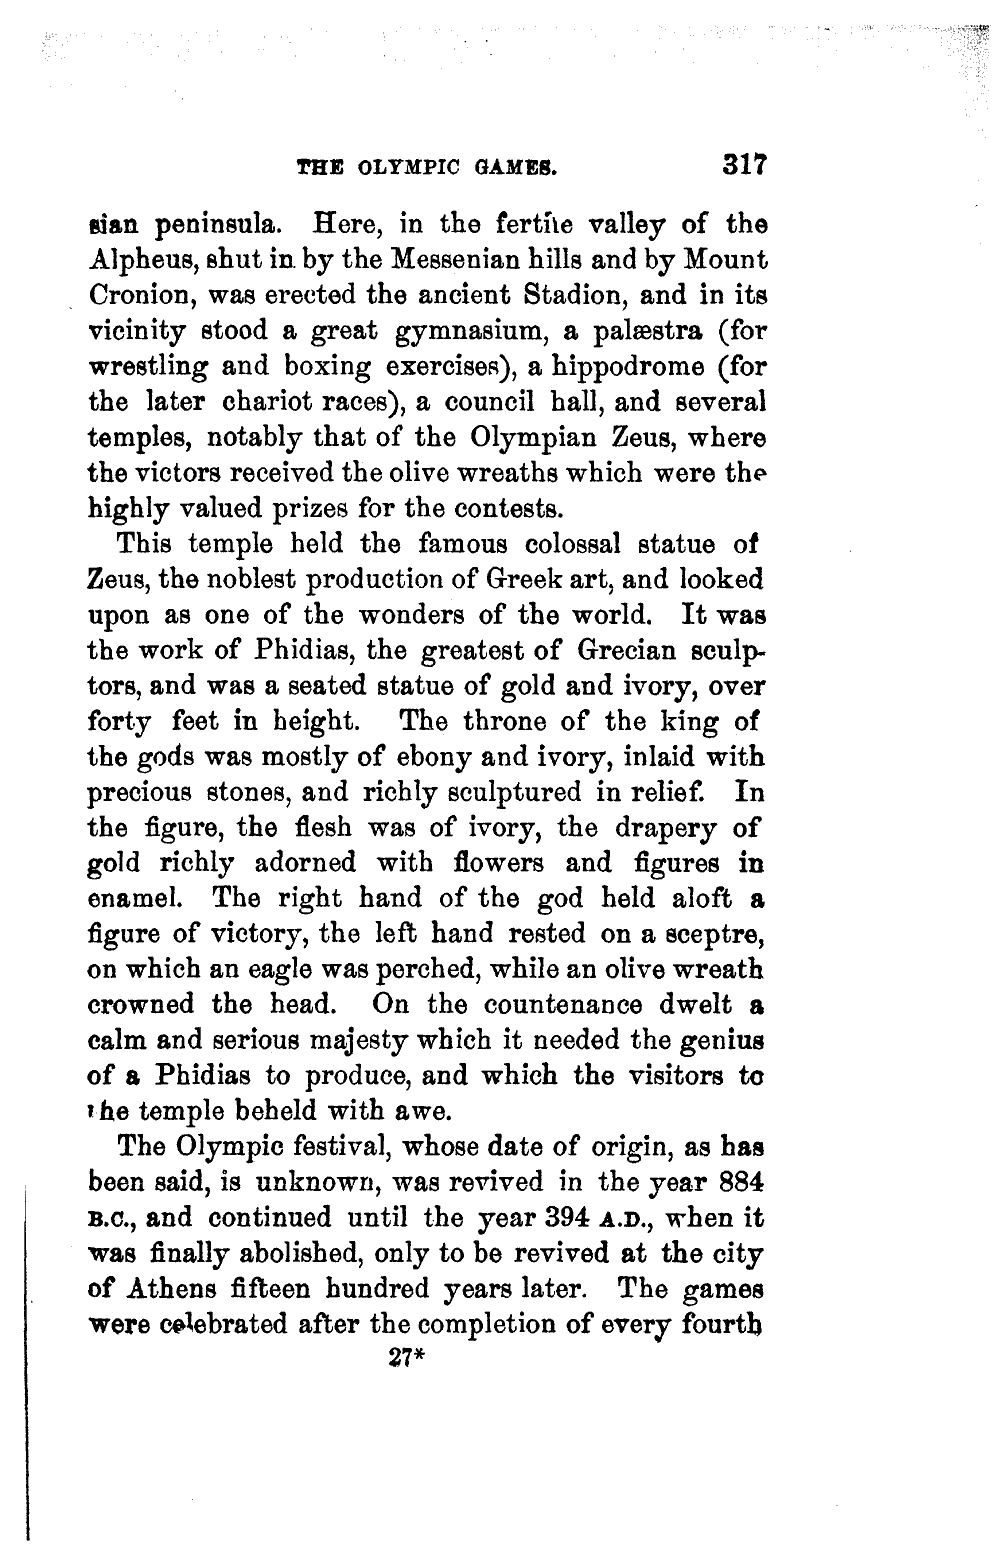 THE OLYMPIC GAMES. 317
sian peninsula. Here, in the fertile valley of the
Alpheus, shut in by the Messenian hills and by Mount
Cronion, was erected the ancient Stadion, and in its
vicinity stood a great gymnasium, a palæstra (for
wrestling and boxing exercises), a hippodrome (for
the later chariot races), a council hall, and several
temples, notably that of the Olympian Zeus, where
the victors received the olive wreaths which were the
highly valued prizes for the contests.
This temple held the famous colossal statue of
Zeus, the noblest production of Greek art, and looked
upon as one of the wonders of the world. It was
the work of Phidias, the greatest of Grecian sculp-
tors, and was a seated statue of gold and ivory, over
forty feet in height. The throne of the king of
the gods was mostly of ebony and ivory, inlaid with
precious stones, and richly sculptured in relief. In
the figure, the flesh was of ivory, the drapery of
gold richly adorned with flowers and figures in
enamel. The right hand of the god held aloft a
figure of victory, the left hand rested on a sceptre,
on which an eagle was perched, while an olive wreath
crowned the head. On the countenance dwelt a
calm and serious majesty which it needed the genius
of a Phidias to produce, and which the visitors to
the temple beheld with awe.
The Olympic festival, whose date of origin, as has
been said, is unknown, was revived in the year 884
B.C., and continued until the year 394 A.D., when it
was finally abolished, only to be revived at the city
of Athens fifteen hundred years later. The games
were celebrated after the completion of every fourth
27*